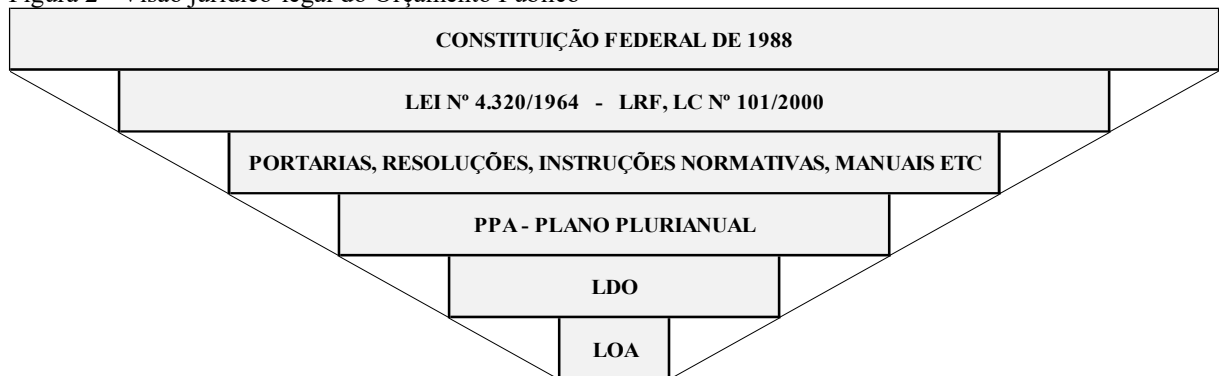 Figura 2 - Visão jurídico-legal do Orçamento Público
CONSTITUIÇÃO FEDERAL DE 1988
LEI Nº 4.320/1964 - LRF, LC Nº 101/2000
PORTARIAS, RESOLUÇÕES, INSTRUÇÕES NORMATIVAS, MANUAIS ETC
PPA - PLANO PLURIANUAL
LDO
LOA